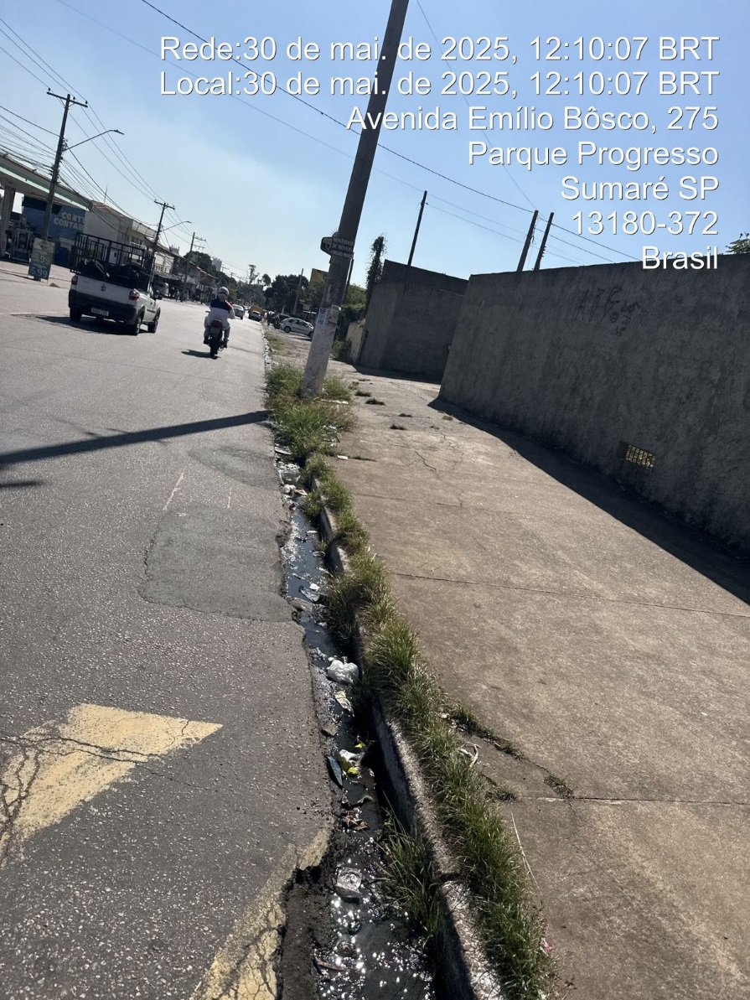 Rede:30 de mai. de 2025, 12:10:07 BRT
Local:30 de mai. de 2025, 12:10:07 BRT
Avenida Emílio Bôsco, 275
Parque Progresso
Sumaré SP
13180-372
Brasil